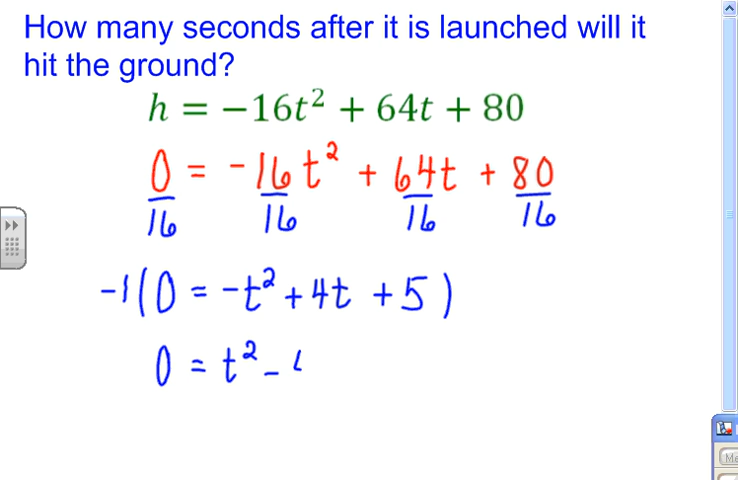 How many seconds after it is launched will it
hit the ground?
h = −16t² + 64t + 80
0 = -16t² + 64t + 80
16 16 16 16
-1(0 = -t² + 4t + 5)
0 = t² -